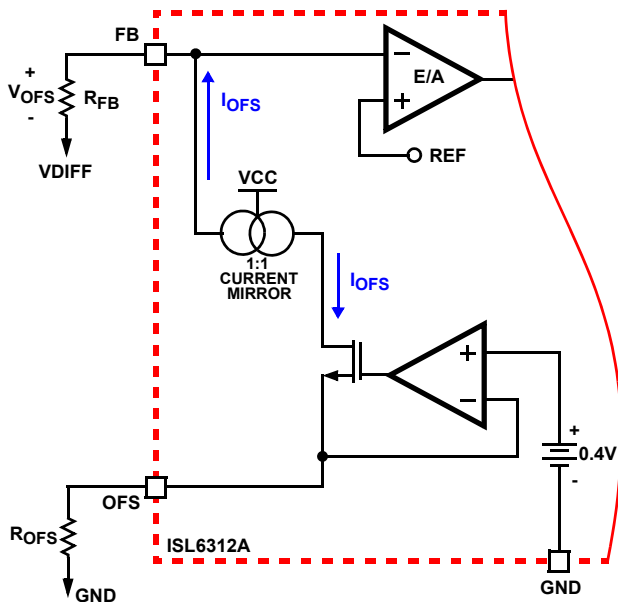 FB
+
VOFS
-
RFB
VDIFF
IOFS
−
E/A
+
REF
VCC
1:1
CURRENT
MIRROR
IOFS
+
−
+
0.4V
-
OFS
ROFS
GND
ISL6312A
GND